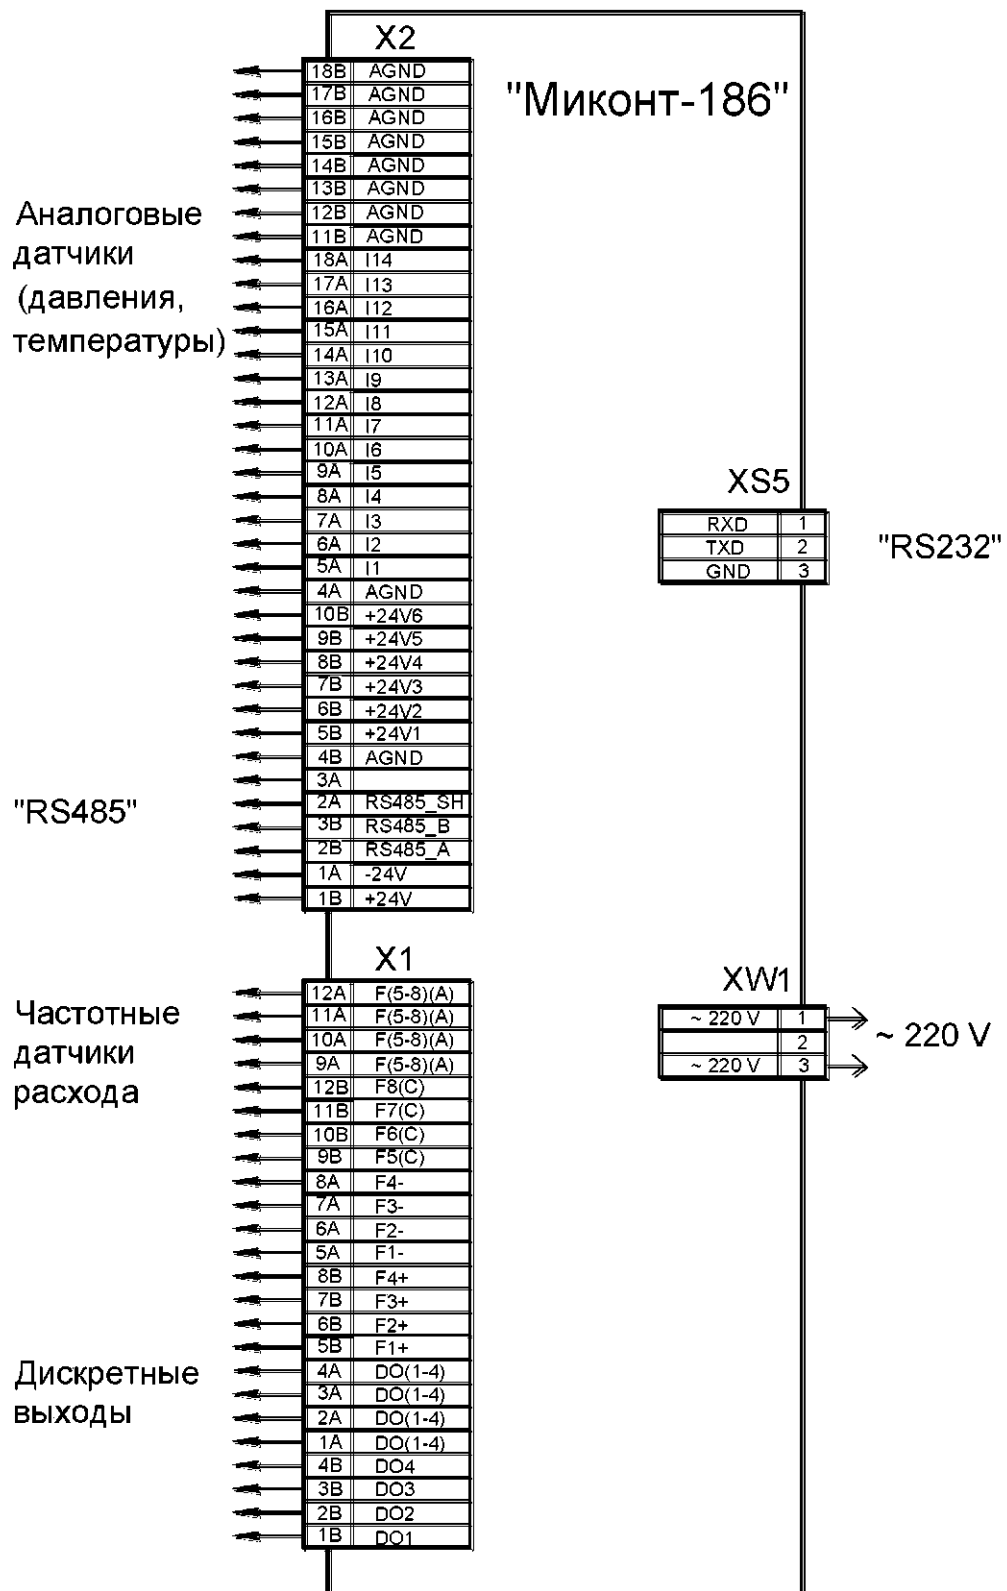 X2
"Миконт-186"
18B AGND
17B AGND
16B AGND
15B AGND
14B AGND
13B AGND
12B AGND
11B AGND
18A I14
17A I13
16A I12
15A I11
14A I10
13A I9
12A I8
11A I7
10A I6
9A I5
8A I4
7A I3
6A I2
5A I1
4A AGND
10B +24V6
9B +24V5
8B +24V4
7B +24V3
6B +24V2
5B +24V1
4B AGND
3A
2A RS485_SH
3B RS485_B
2B RS485_A
1A -24V
1B +24V
Аналоговые
датчики
(давления,
температуры)
"RS485"
XS5
RXD 1
TXD 2
GND 3
"RS232"
X1
12A F(5-8)(A)
11A F(5-8)(A)
10A F(5-8)(A)
9A F(5-8)(A)
12B F8(C)
11B F7(C)
10B F6(C)
9B F5(C)
8A F4-
7A F3-
6A F2-
5A F1-
8B F4+
7B F3+
6B F2+
5B F1+
4A DO(1-4)
3A DO(1-4)
2A DO(1-4)
1A DO(1-4)
4B DO4
3B DO3
2B DO2
1B DO1
Частотные
датчики
расхода
Дискретные
выходы
XW1
~ 220 V 1
2
~ 220 V 3
~ 220 V